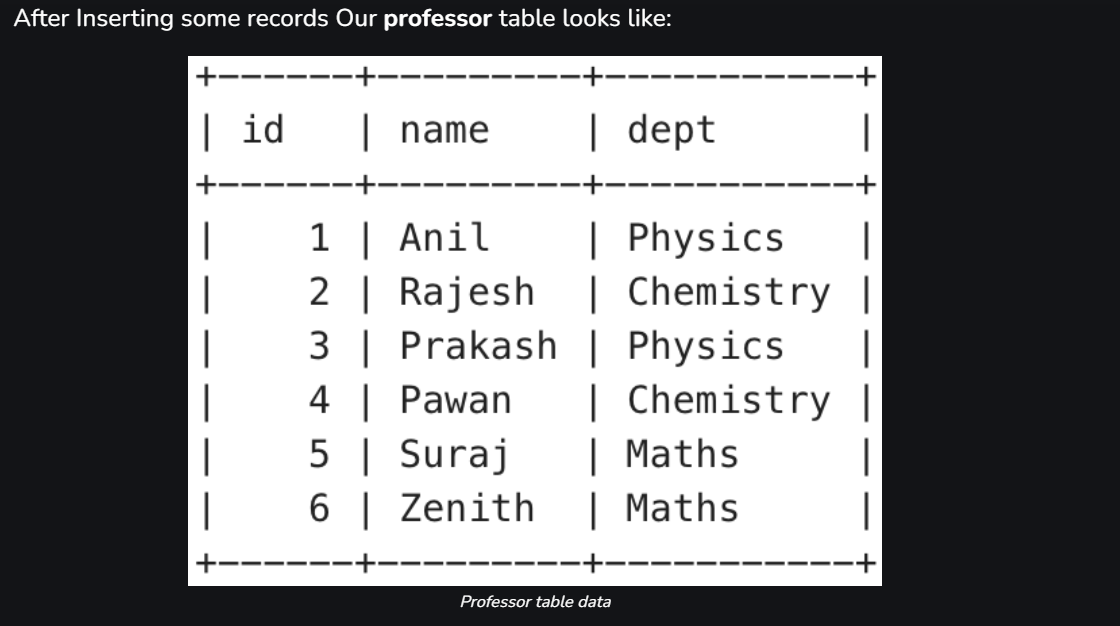 After Inserting some records Our professor table looks like:
+------+---------+-----------+
| id   | name    | dept      |
+------+---------+-----------+
|    1 | Anil    | Physics   |
|    2 | Rajesh  | Chemistry |
|    3 | Prakash | Physics   |
|    4 | Pawan   | Chemistry |
|    5 | Suraj   | Maths     |
|    6 | Zenith  | Maths     |
+------+---------+-----------+
Professor table data